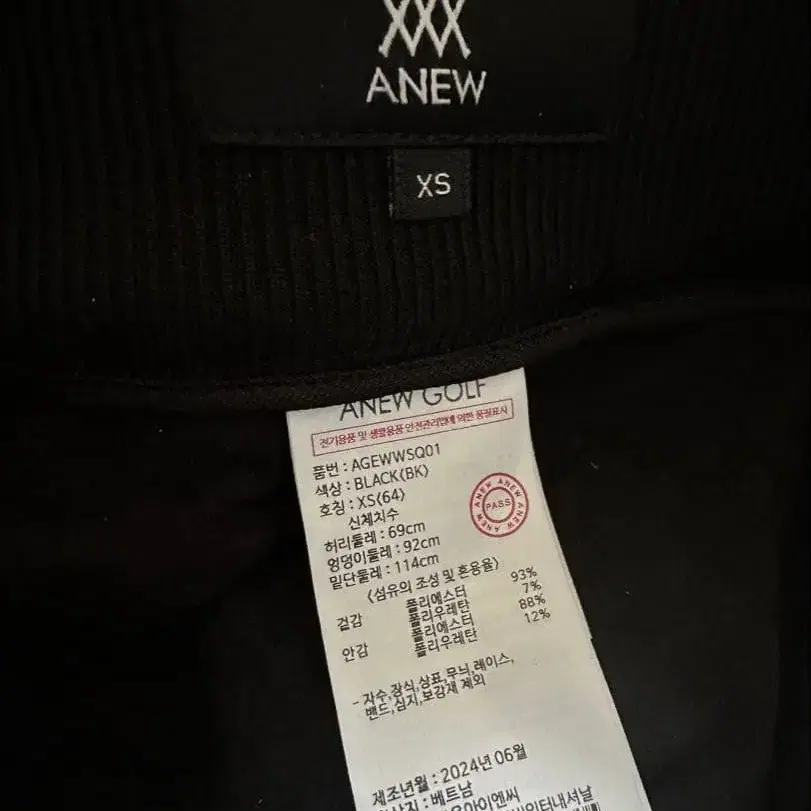 ANEW
XS
ANEW GOLF
전기용품 및 생활용품 안전관리법에 의한 품질표시
품번 : AGEWWSQ01
색상 : BLACK(BK)
호칭 : XS(64)
신체치수
허리둘레 : 69cm
엉덩이둘레 : 92cm
밑단둘레 : 114cm
ANEW ANEW ANEW ANEW
PASS
(섬유의 조성 및 혼용율)
겉감 폴리에스터 93%
폴리우레탄 7%
안감 폴리에스터 88%
폴리우레탄 12%
- 자수,장식,상표,무늬,레이스,
밴드,심지,보강재 제외
제조년월 : 2024년 06월
: 베트남